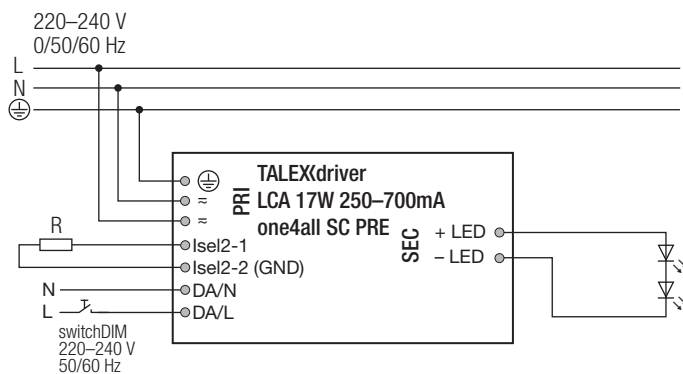 220–240 V
0/50/60 Hz
L
N
TALEXXdriver
LCA 17W 250–700mA
one4all SC PRE
PRI
≂
≂
R
Isel2-1
Isel2-2 (GND)
SEC
+ LED
– LED
N
DA/N
L
DA/L
switchDIM
220–240 V
50/60 Hz